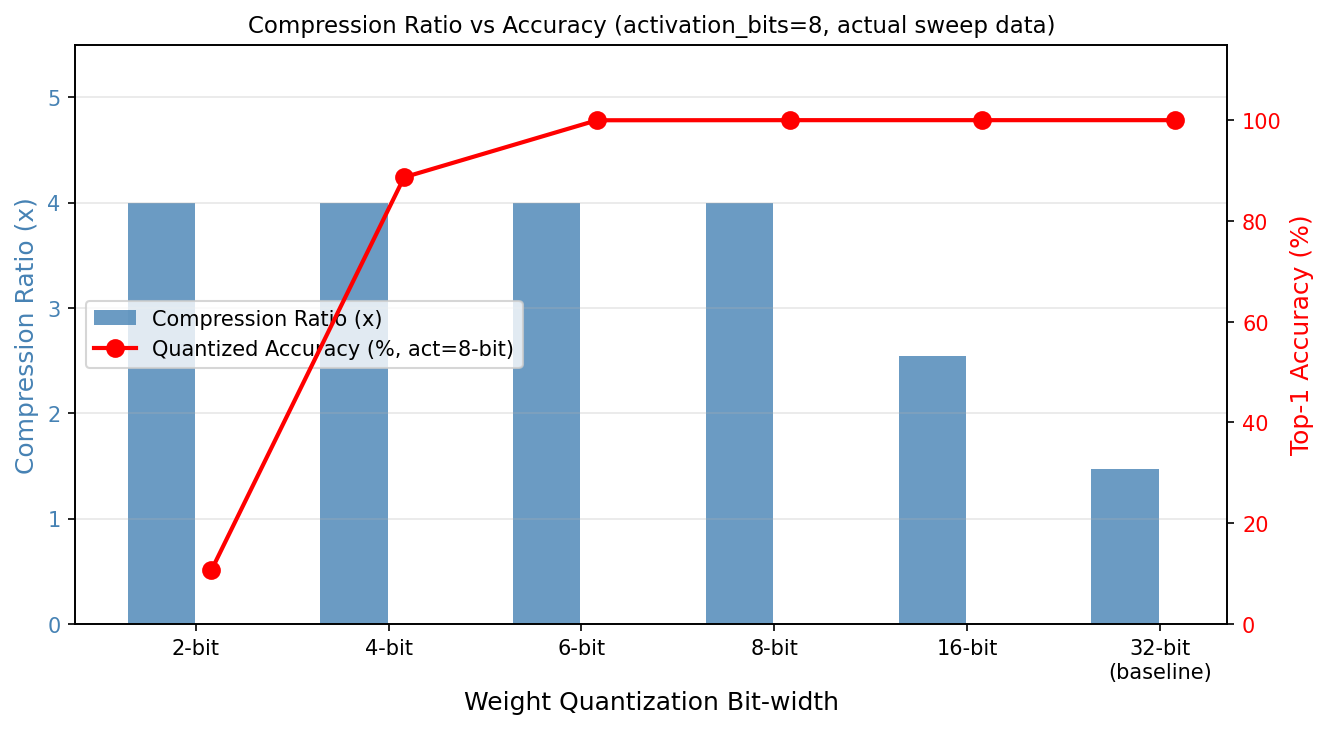 Compression Ratio vs Accuracy (activation_bits=8, actual sweep data)
Compression Ratio (x)
5
4
3
2
1
0
Compression Ratio (x)
Quantized Accuracy (%, act=8-bit)
100
80
60
40
20
0
Top-1 Accuracy (%)
2-bit
4-bit
6-bit
8-bit
16-bit
32-bit
(baseline)
Weight Quantization Bit-width